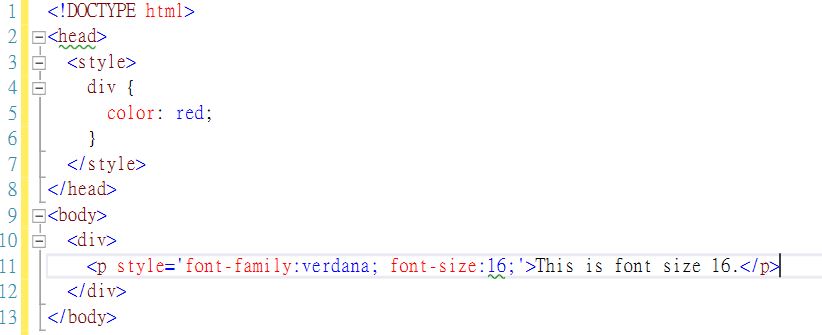 1 <!DOCTYPE html>
2 <head>
3   <style>
4     div {
5       color: red;
6     }
7   </style>
8 </head>
9 <body>
10   <div>
11     <p style='font-family:verdana; font-size:16;'>This is font size 16.</p>
12   </div>
13 </body>